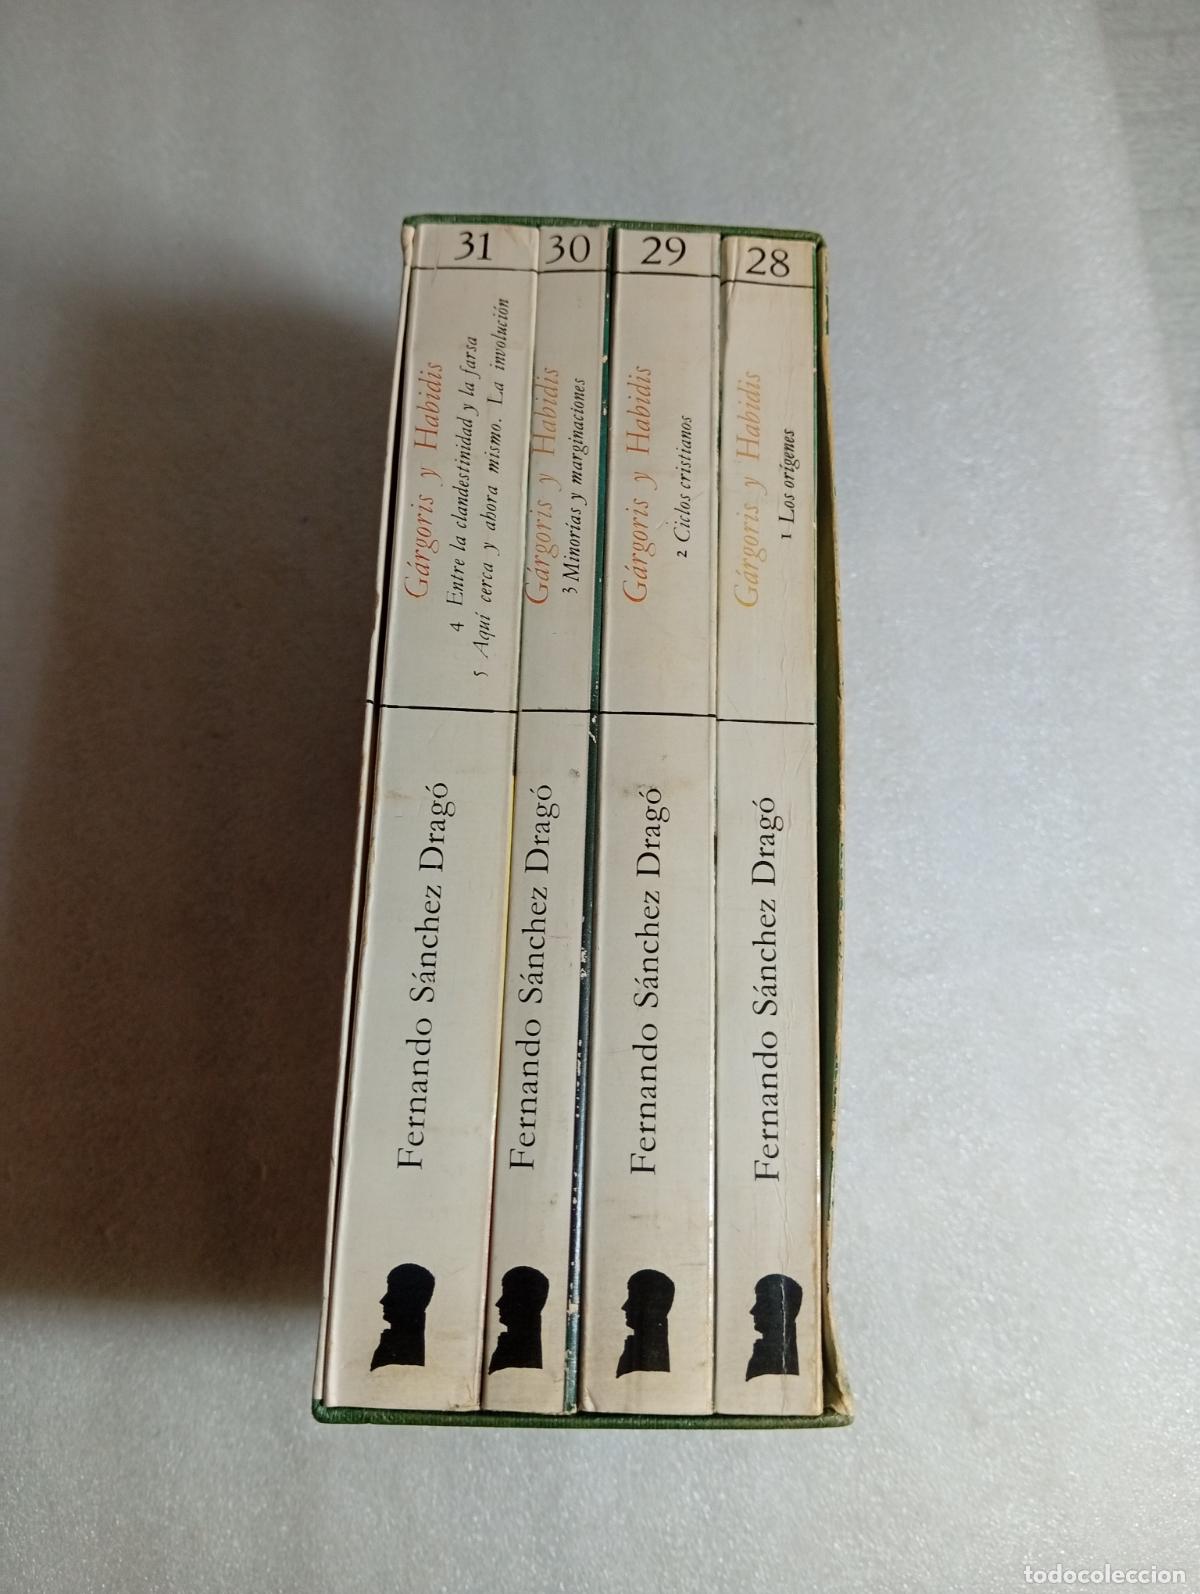 31
Gárgoris y Habidis
4 Entre la clandestinidad y la farsa
5 Aquí cerca y ahora mismo. La involución
Fernando Sánchez Dragó
30
Gárgoris y Habidis
3 Minorías y marginaciones
Fernando Sánchez Dragó
29
Gárgoris y Habidis
2 Ciclos cristianos
Fernando Sánchez Dragó
28
Gárgoris y Habidis
1 Los orígenes
Fernando Sánchez Dragó
todocoleccion